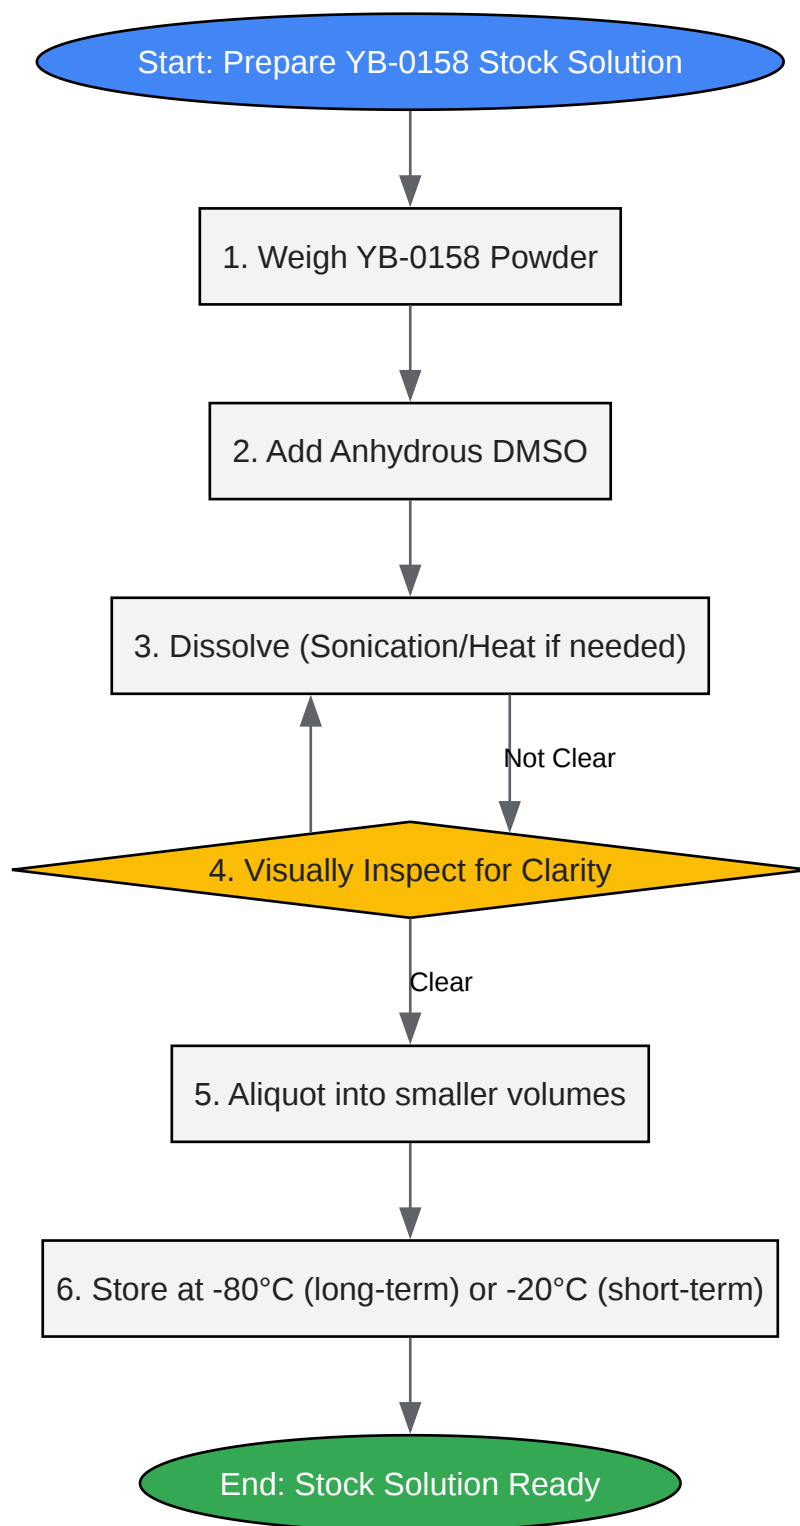 Start: Prepare YB-0158 Stock Solution
1. Weigh YB-0158 Powder
2. Add Anhydrous DMSO
3. Dissolve (Sonication/Heat if needed)
Not Clear
4. Visually Inspect for Clarity
Clear
5. Aliquot into smaller volumes
6. Store at -80°C (long-term) or -20°C (short-term)
End: Stock Solution Ready